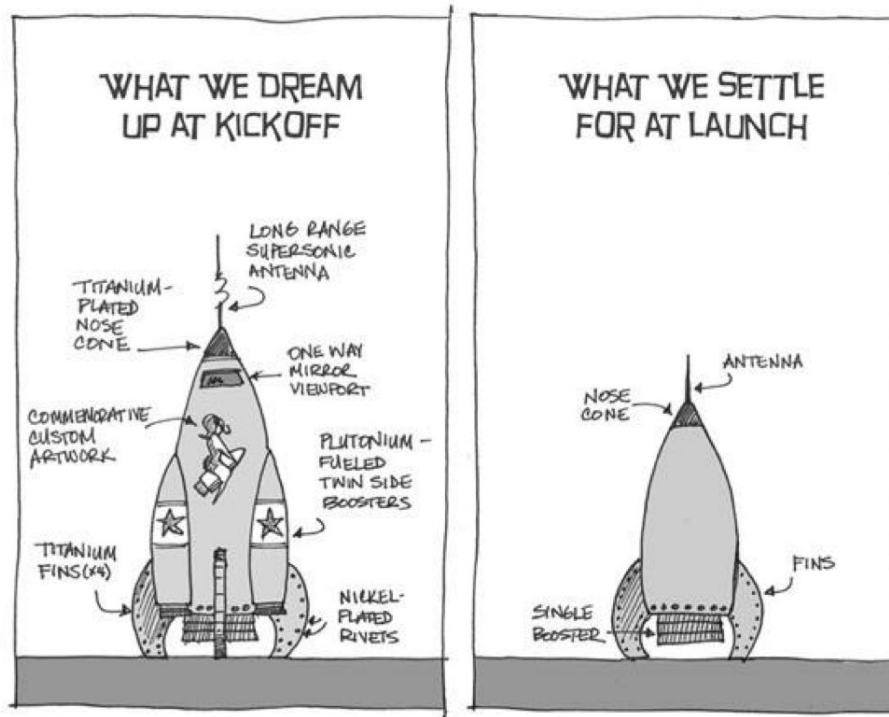 WHAT WE DREAM
UP AT KICKOFF
LONG RANGE
SUPERSONIC
ANTENNA
TITANIUM-
PLATED
NOSE
CONE
ONE WAY
MIRROR
VIEWPORT
COMMENORATIVE
CUSTOM
ARTWORK
PLUTONIUM-
FUELED
TWIN SIDE
BOOSTERS
TITANIUM
FINS (x4)
NICKEL-
PLATED
RIVETS
WHAT WE SETTLE
FOR AT LAUNCH
ANTENNA
NOSE
CONE
FINS
SINGLE
BOOSTER